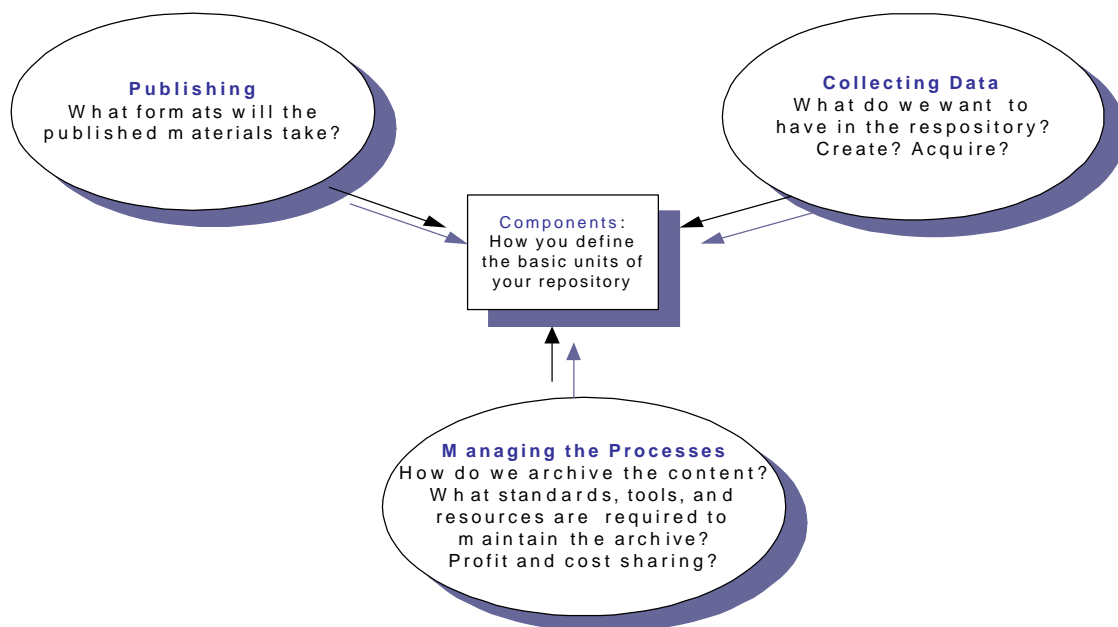 Publishing
What formats will the
published materials take?
Collecting Data
What do we want to
have in the respository?
Create? Acquire?
Components:
How you define
the basic units of
your repository
Managing the Processes
How do we archive the content?
What standards, tools, and
resources are required to
maintain the archive?
Profit and cost sharing?